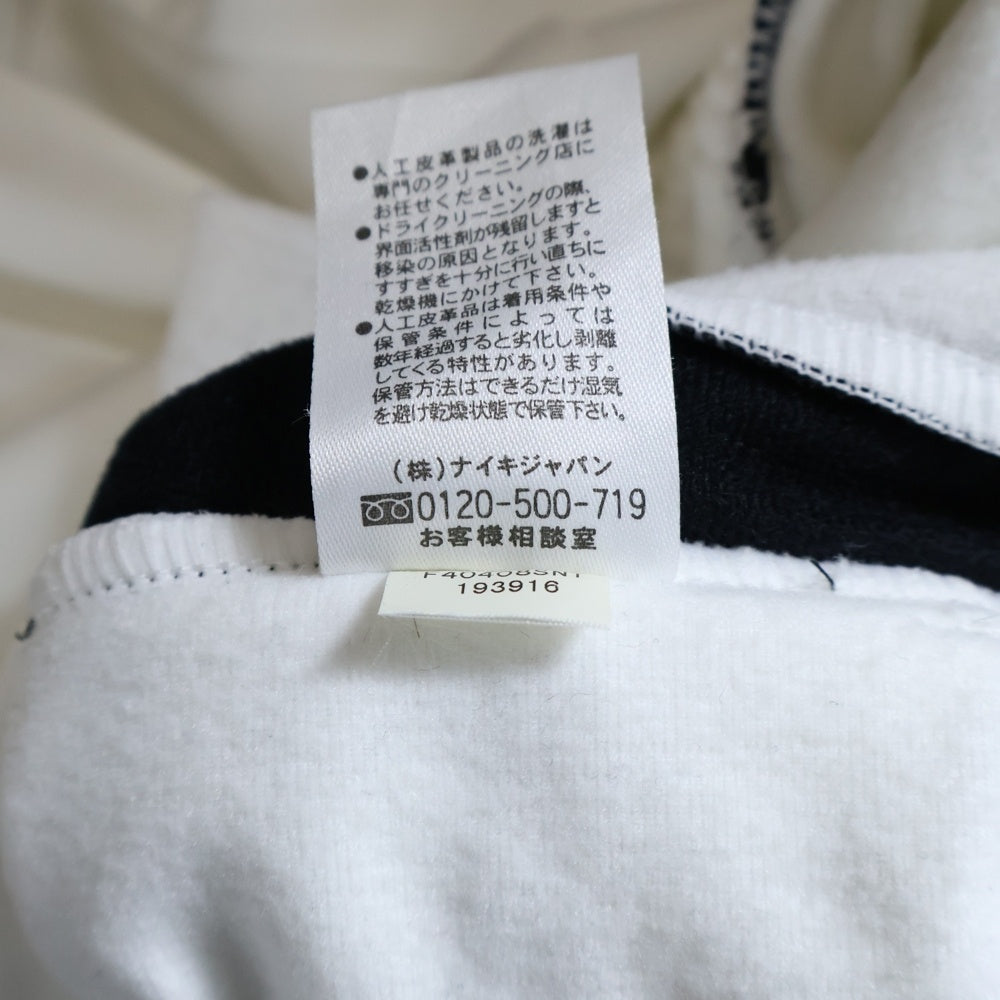 ●人工皮革製品の洗濯は
専門のクリーニング店に
お任せください。
●ドライクリーニングの際、
界面活性剤が残留しますと
移染の原因となります。
すすぎを十分に行い直ちに
乾燥機にかけて下さい。
●人工皮革品は着用条件や
保管条件によっては
数年経過すると劣化し剥離
してくる特性があります。
保管方法はできるだけ湿気
を避け乾燥状態で保管下さい。
(株)ナイキジャパン
0120-500-719
お客様相談室
193916